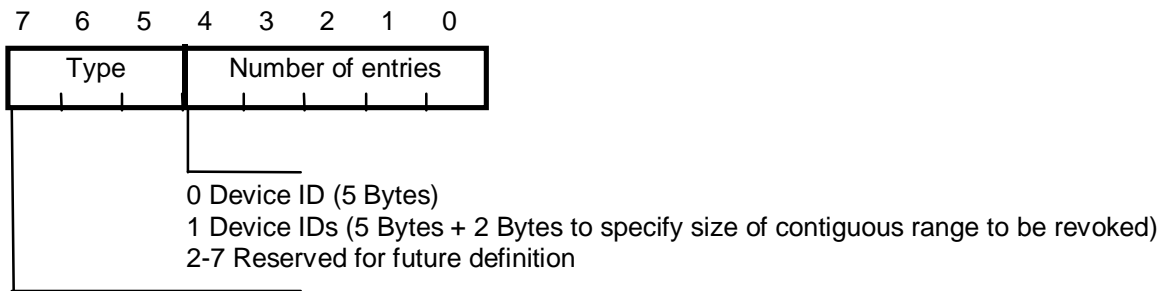 7 6 5 4 3 2 1 0
Type Number of entries
0 Device ID (5 Bytes)
1 Device IDs (5 Bytes + 2 Bytes to specify size of contiguous range to be revoked)
2-7 Reserved for future definition